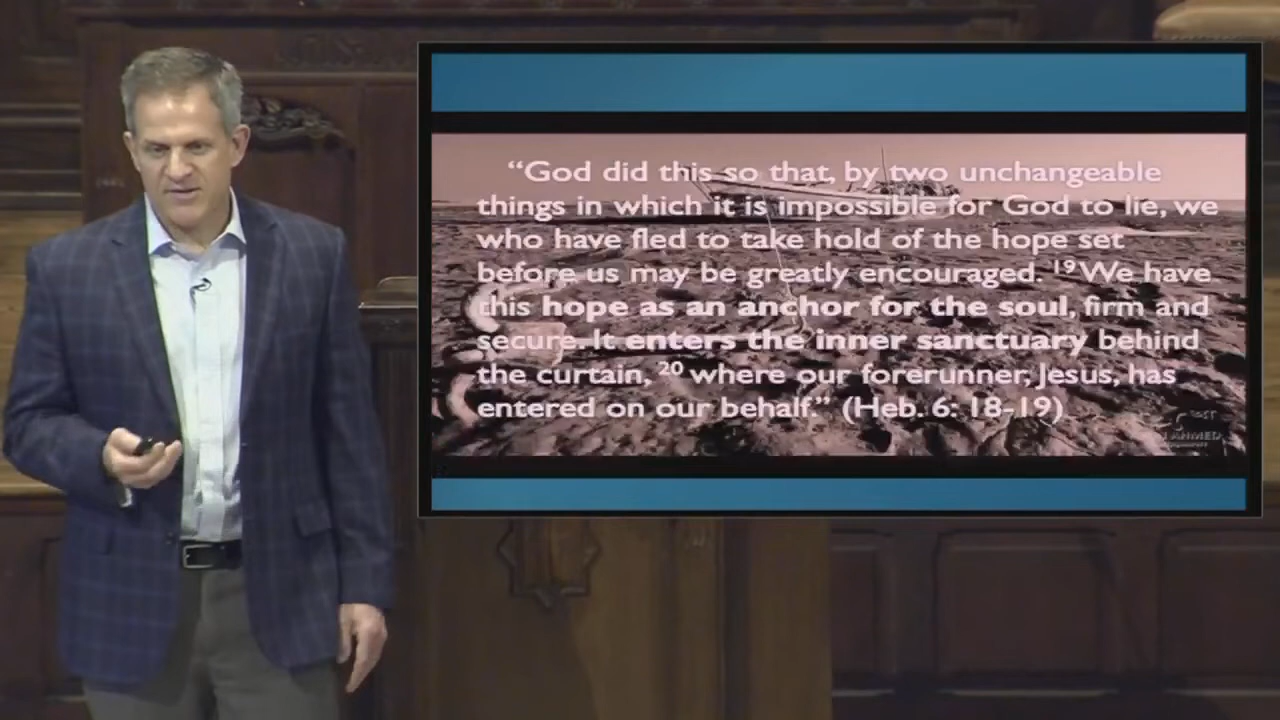 “God did this so that, by two unchangeable
things in which it is impossible for God to lie, we
who have fled to take hold of the hope set
before us may be greatly encouraged. ¹⁹ We have
this hope as an anchor for the soul, firm and
secure. It enters the inner sanctuary behind
the curtain, ²⁰ where our forerunner, Jesus, has
entered on our behalf.” (Heb. 6: 18-19)